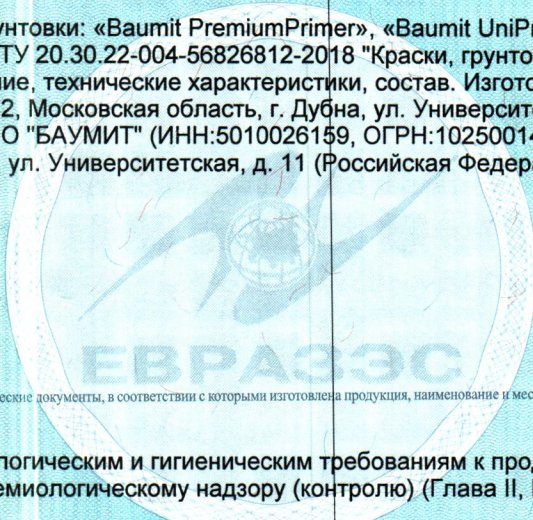 унтовки: «Baumit PremiumPrimer», «Baumit UniPr
ТУ 20.30.22-004-56826812-2018 "Краски, грунто
ие, технические характеристики, состав. Изгото
2, Московская область, г. Дубна, ул. Университе
О "БАУМИТ" (ИНН:5010026159, ОГРН:10250014
ул. Университетская, д. 11 (Российская Федера
ЕВРАЗЭС
еские документы, в соответствии с которыми изготовлена продукция, наименование и мес
логическим и гигиеническим требованиям к прод
емиологическому надзору (контролю) (Глава II,